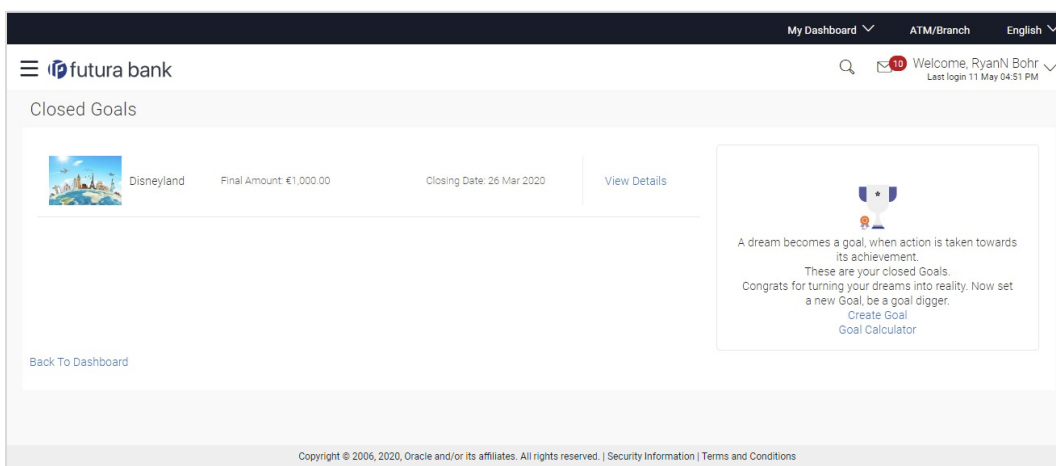 My Dashboard ATM/Branch English
futura bank
10
Welcome, RyanN Bohr
Last login 11 May 04:51 PM
Closed Goals
Disneyland Final Amount: €1,000.00 Closing Date: 26 Mar 2020 View Details
A dream becomes a goal, when action is taken towards
its achievement.
These are your closed Goals.
Congrats for turning your dreams into reality. Now set
a new Goal, be a goal digger.
Create Goal
Goal Calculator
Back To Dashboard
Copyright © 2006, 2020, Oracle and/or its affiliates. All rights reserved. | Security Information | Terms and Conditions